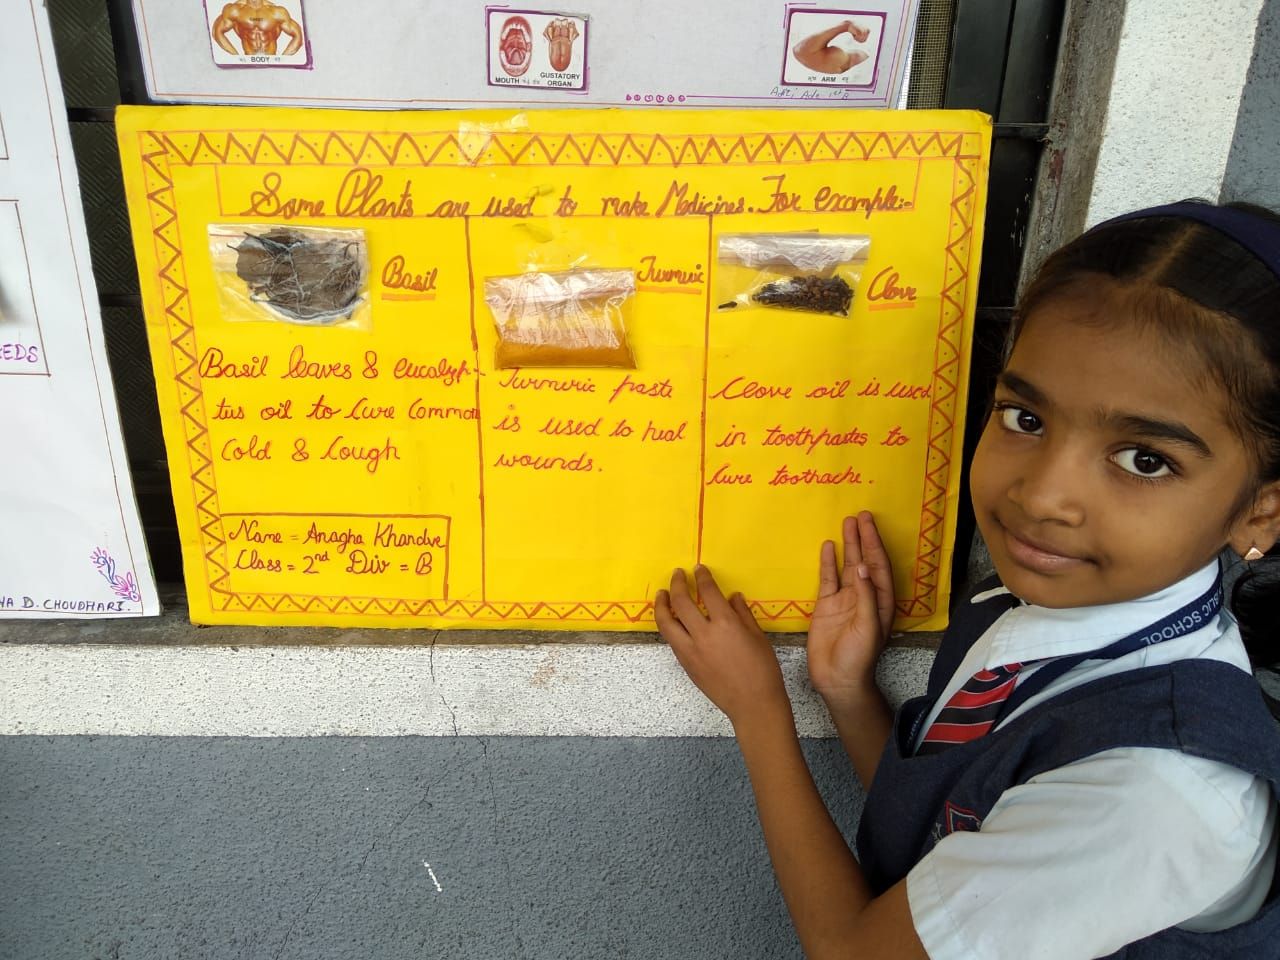 BODY
MOUTH
GUSTATORY
ORGAN
ARM
EEDS
D. CHOUDHARI.
Some Plants are used to make Medicines. For example:-
Basil
Basil leaves & eucalyp-
tus oil to Cure Common
Cold & Cough
Name = Anagha Khandve
Class = 2nd Div = B
Turmeric
Turmeric paste
is used to heal
wounds.
Clove
Clove oil is used
in toothpastes to
Cure toothache.
SCHOOL